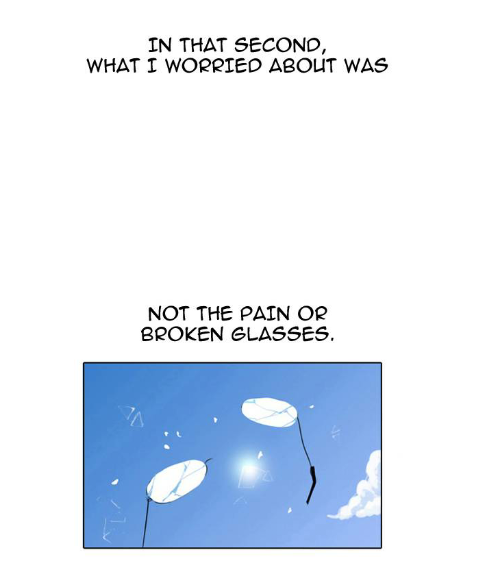 IN THAT SECOND,
WHAT I WORRIED ABOUT WAS
NOT THE PAIN OR
BROKEN GLASSES.